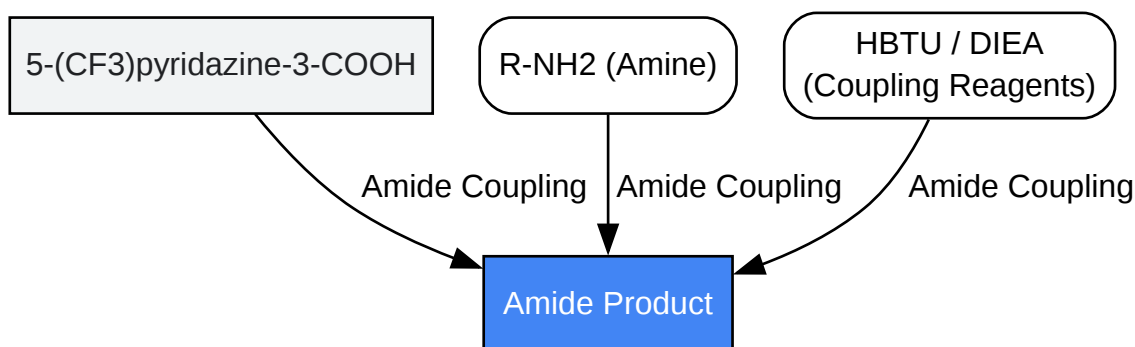 5-(CF3)pyridazine-3-COOH
R-NH2 (Amine)
HBTU / DIEA
(Coupling Reagents)
Amide Coupling
Amide Coupling
Amide Coupling
Amide Product